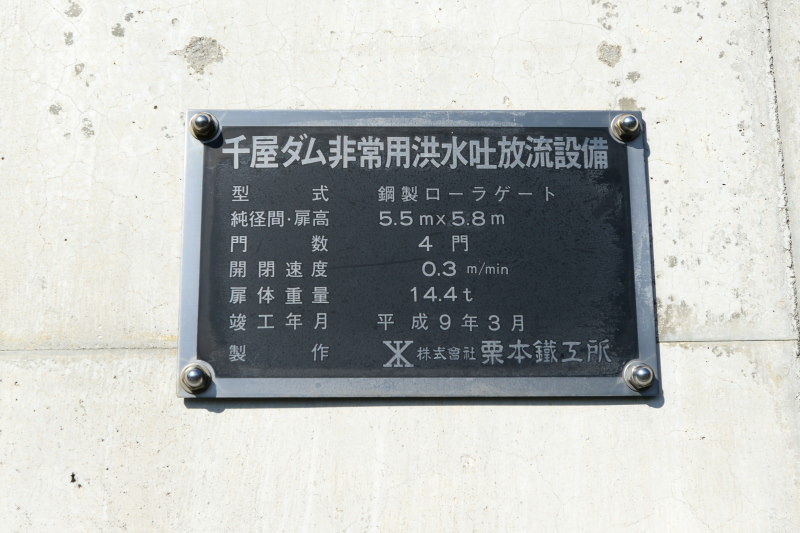 千屋ダム非常用洪水吐放流設備
型式 鋼製ローラゲート
純径間・扉高 5.5m×5.8m
門数 4門
開閉速度 0.3 m/min
扉体重量 14.4t
竣工年月 平成9年3月
製作 株式會社 栗本鐵工所